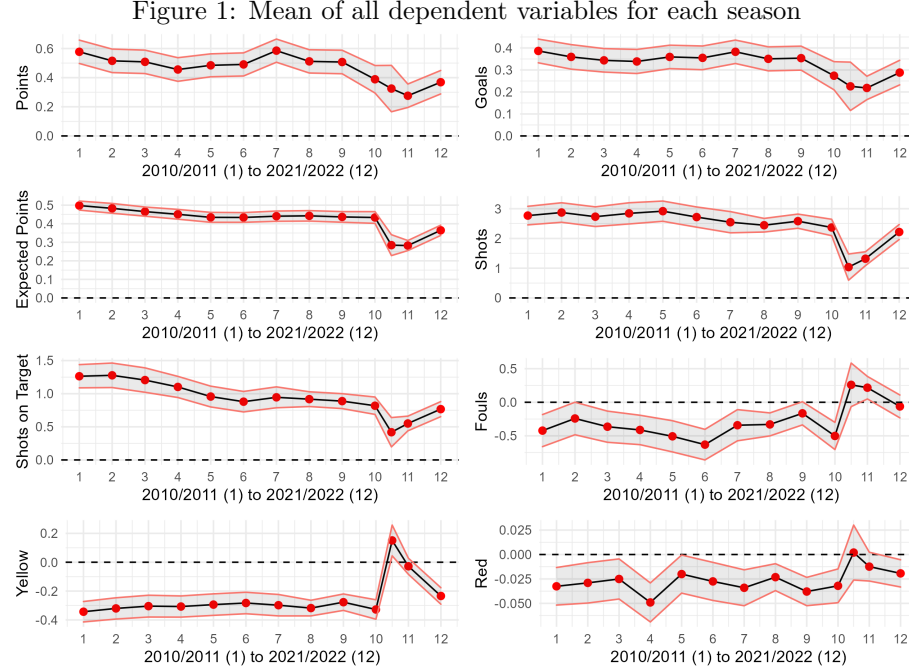 Figure 1: Mean of all dependent variables for each season
Points
0.6
0.4
0.2
0.0
1 2 3 4 5 6 7 8 9 10 11 12
2010/2011 (1) to 2021/2022 (12)
Goals
0.4
0.3
0.2
0.1
0.0
1 2 3 4 5 6 7 8 9 10 11 12
2010/2011 (1) to 2021/2022 (12)
Expected Points
0.5
0.4
0.3
0.2
0.1
0.0
1 2 3 4 5 6 7 8 9 10 11 12
2010/2011 (1) to 2021/2022 (12)
Shots
3
2
1
0
1 2 3 4 5 6 7 8 9 10 11 12
2010/2011 (1) to 2021/2022 (12)
Shots on Target
1.5
1.0
0.5
0.0
1 2 3 4 5 6 7 8 9 10 11 12
2010/2011 (1) to 2021/2022 (12)
Fouls
0.5
0.0
-0.5
1 2 3 4 5 6 7 8 9 10 11 12
2010/2011 (1) to 2021/2022 (12)
Yellow
0.2
0.0
-0.2
-0.4
1 2 3 4 5 6 7 8 9 10 11 12
2010/2011 (1) to 2021/2022 (12)
Red
0.025
0.000
-0.025
-0.050
1 2 3 4 5 6 7 8 9 10 11 12
2010/2011 (1) to 2021/2022 (12)